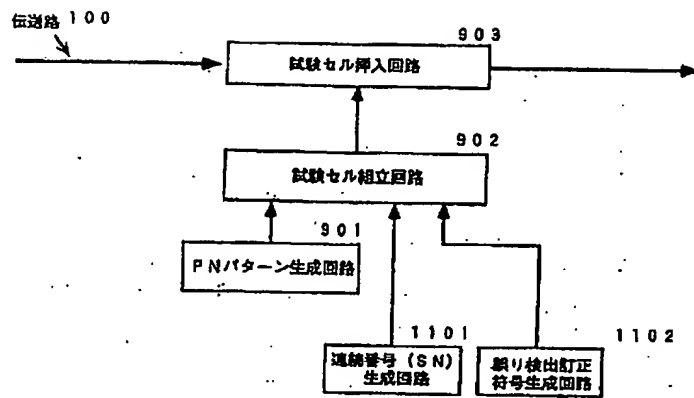 伝送路 100
903
試験セル挿入回路
902
試験セル組立回路
901
PNパターン生成回路
1101
連続番号 (SN)
生成回路
1102
誤り検出訂正
符号生成回路